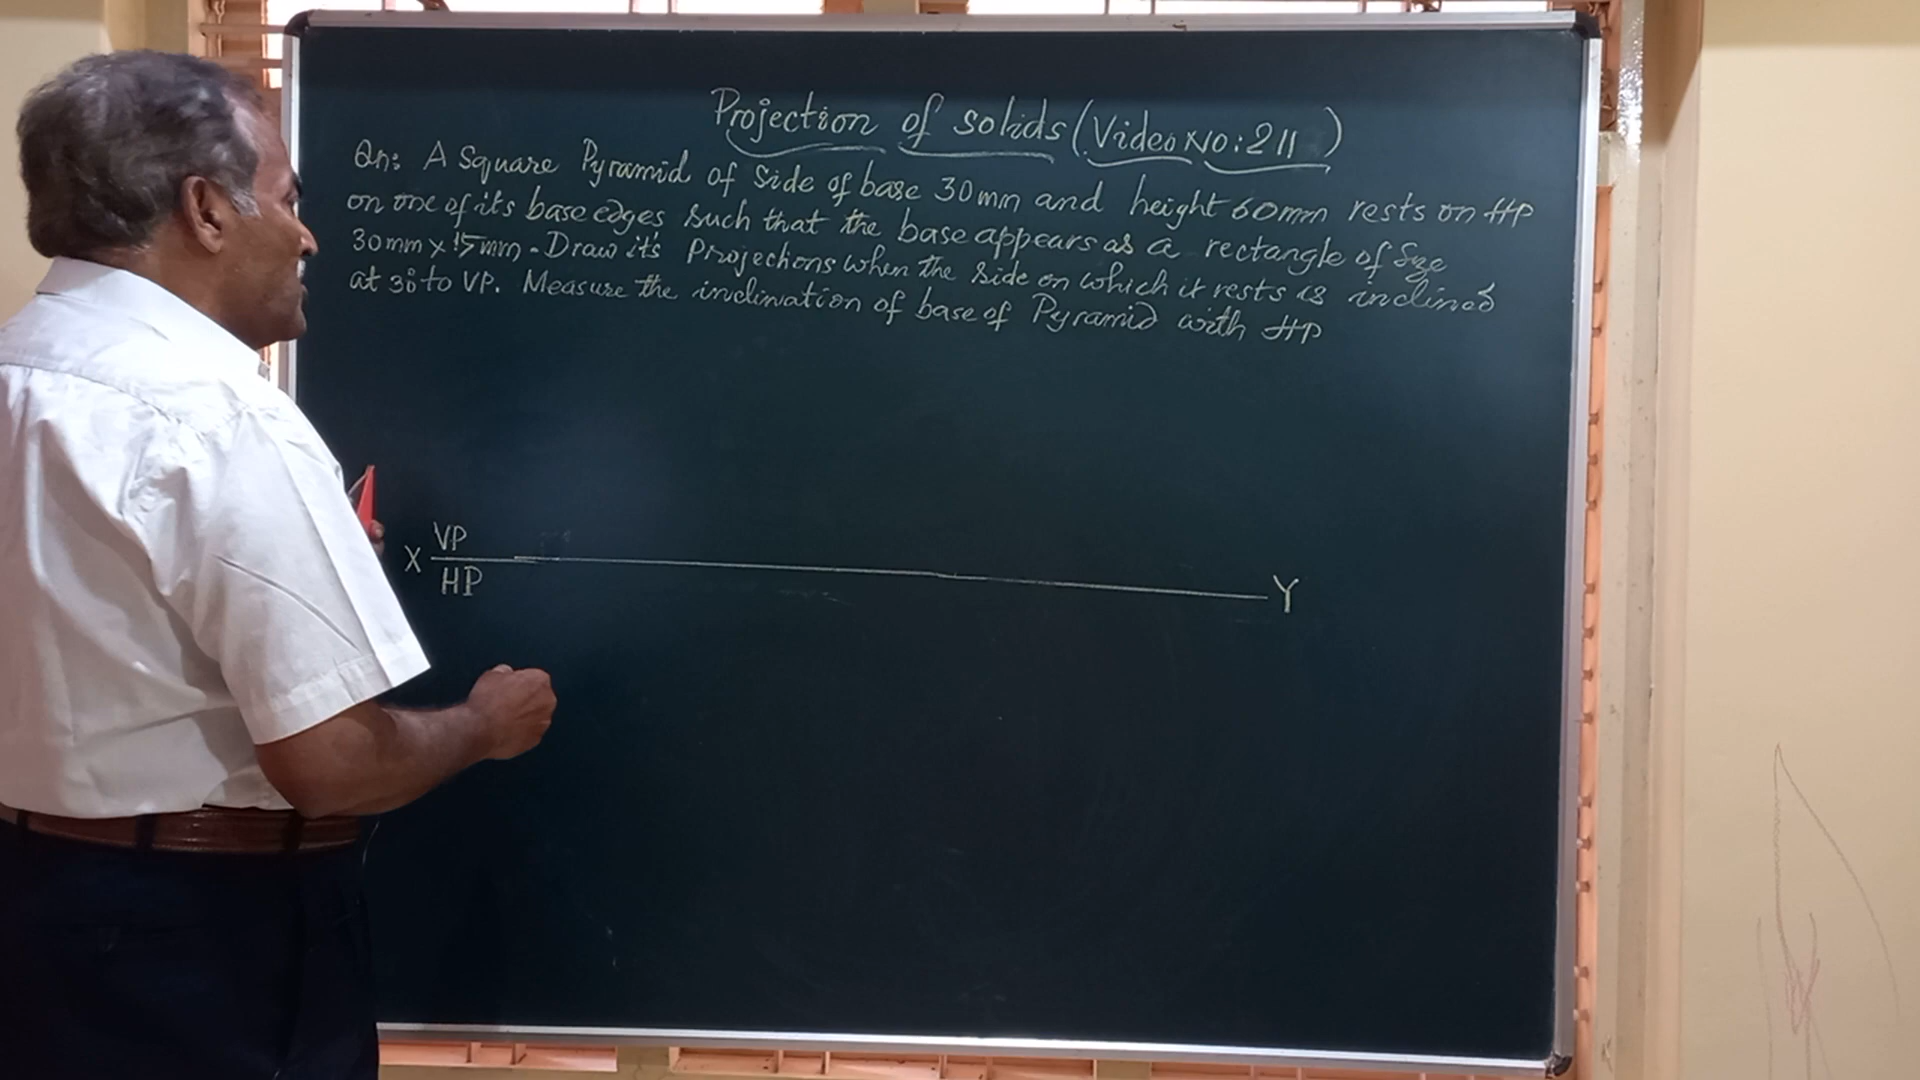 Projection of solids (Video No: 211)
Qn: A Square Pyramid of side of base 30mm and height 60mm rests on HP
on one of its base edges such that the base appears as a rectangle of Size
30mm x 15mm. Draw its Projections when the side on which it rests is inclined
at 30° to VP. Measure the inclination of base of Pyramid with HP
VP
X Y
HP